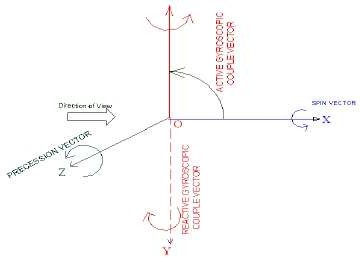 ACTIVE GYROSCOPIC
COUPLE VECTOR
SPIN VECTOR
Direction of View
O
X
PRECESSION VECTOR
Z
REACTIVE GYROSCOPIC
COUPLE VECTOR
Y